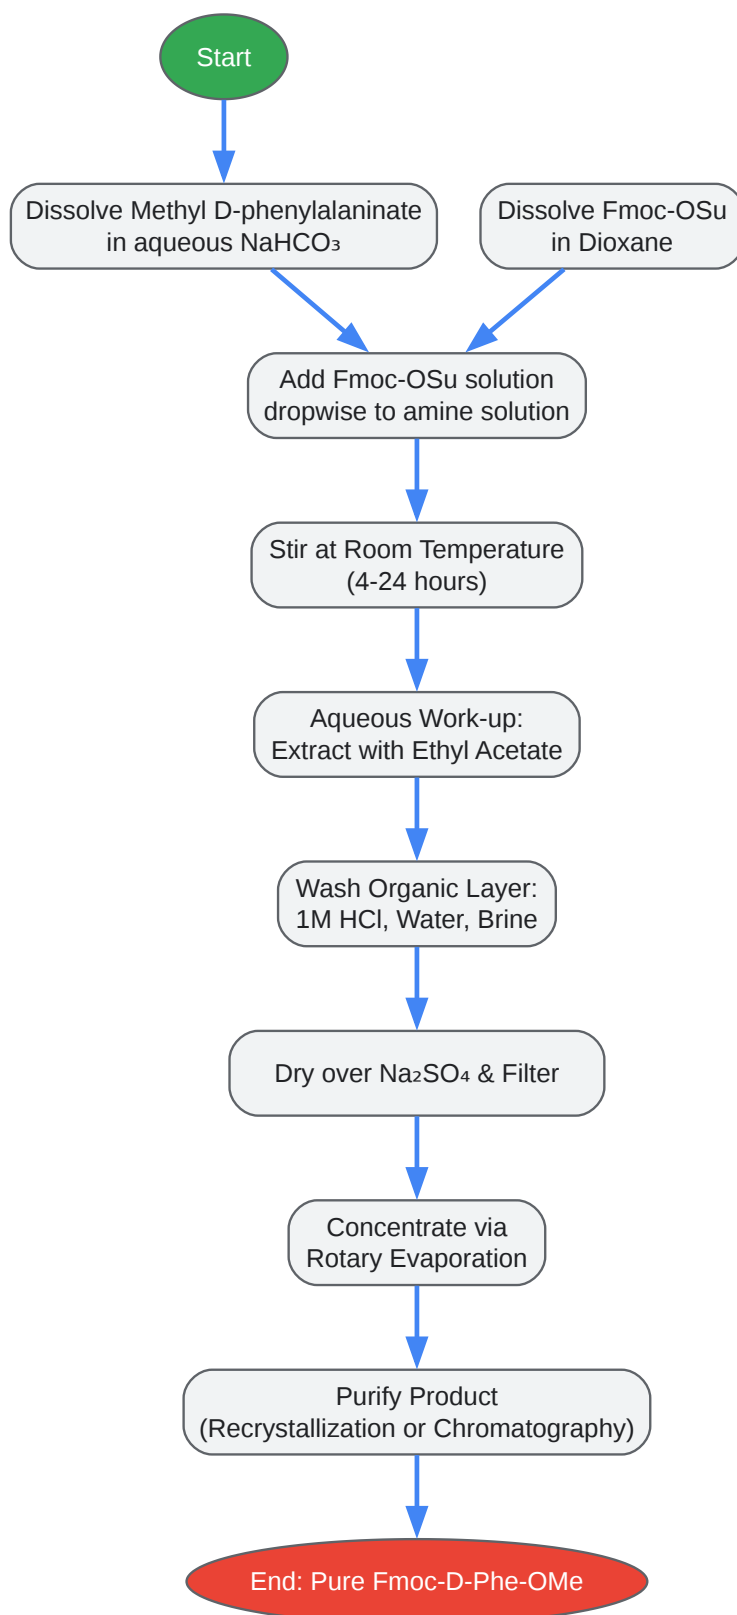 Start
Dissolve Methyl D-phenylalaninate
in aqueous NaHCO₃
Dissolve Fmoc-OSu
in Dioxane
Add Fmoc-OSu solution
dropwise to amine solution
Stir at Room Temperature
(4-24 hours)
Aqueous Work-up:
Extract with Ethyl Acetate
Wash Organic Layer:
1M HCl, Water, Brine
Dry over Na₂SO₄ & Filter
Concentrate via
Rotary Evaporation
Purify Product
(Recrystallization or Chromatography)
End: Pure Fmoc-D-Phe-OMe